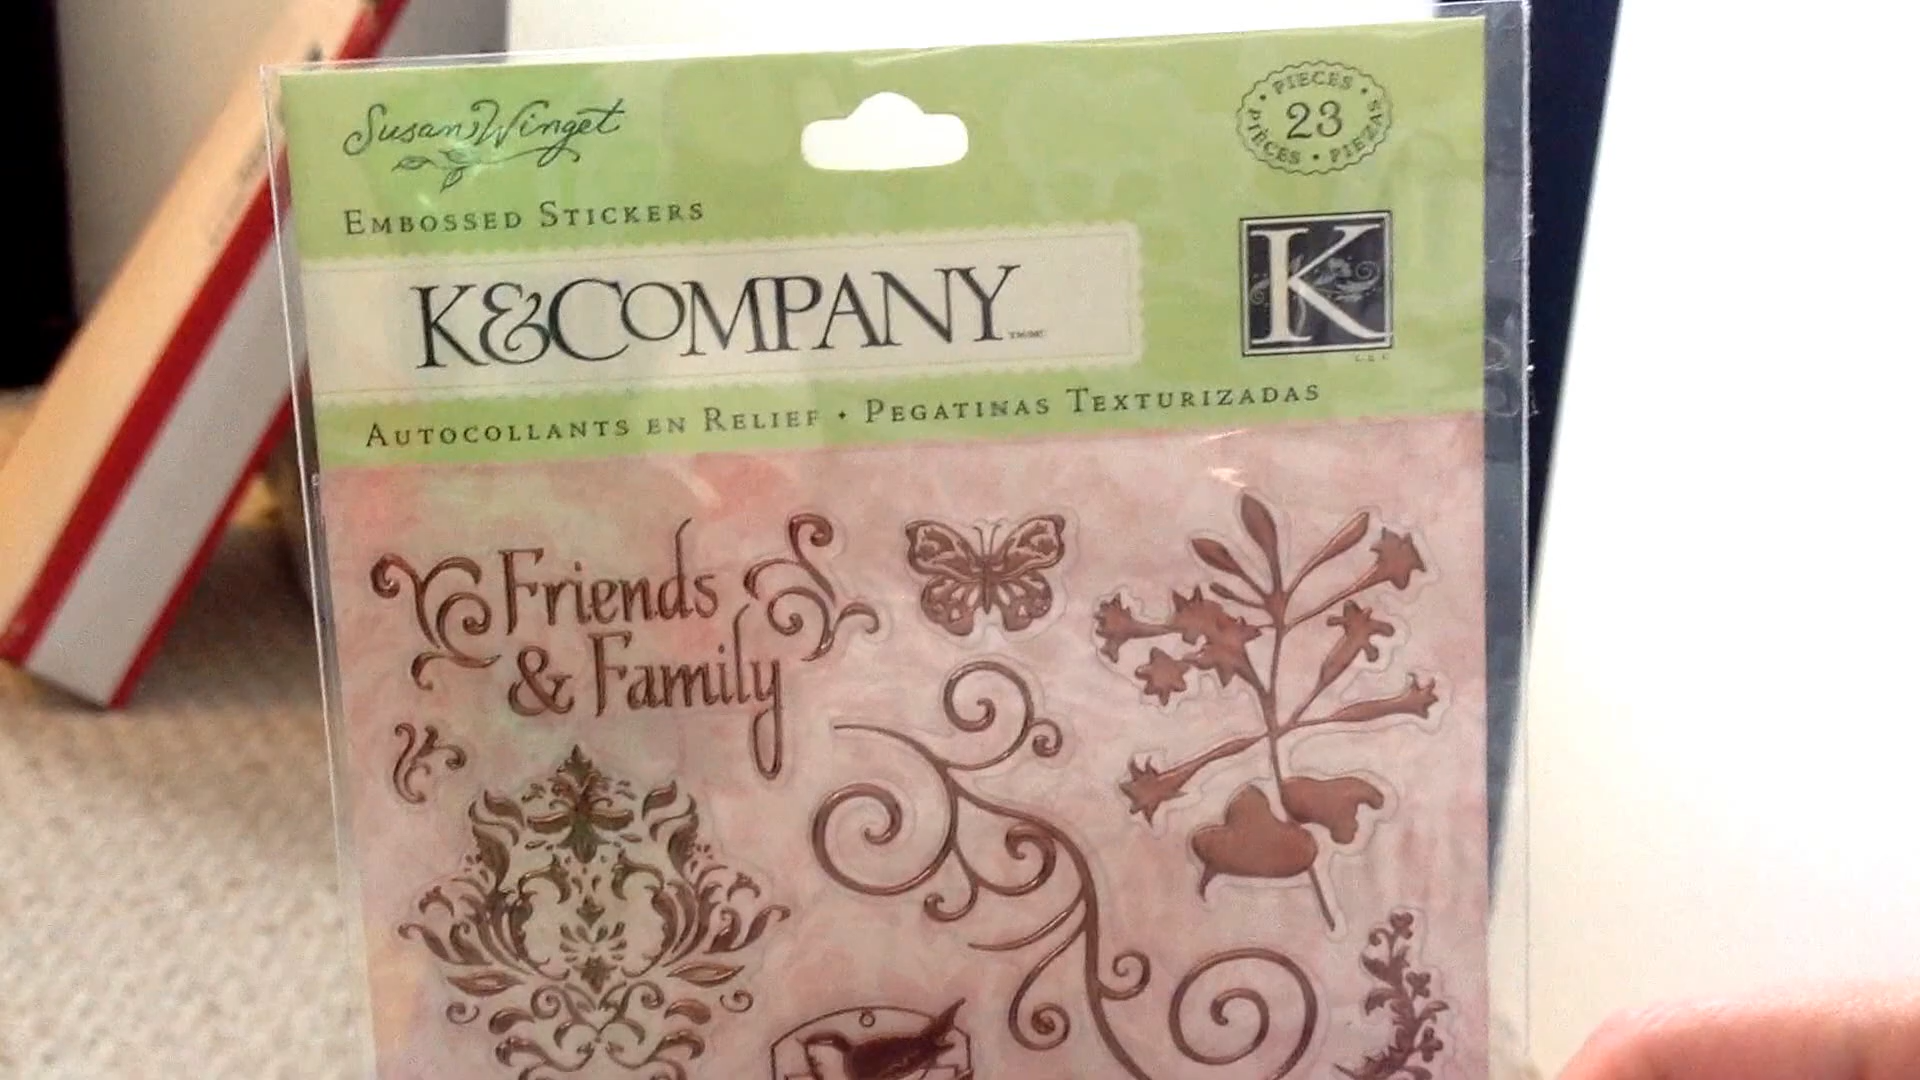 Susan Winget
EMBOSSED STICKERS
K&COMPANY
AUTOCOLLANTS EN RELIEF • PEGATINAS TEXTURIZADAS
• PIECES •
23
PIÈCES • PIEZAS
K
Friends
& Family